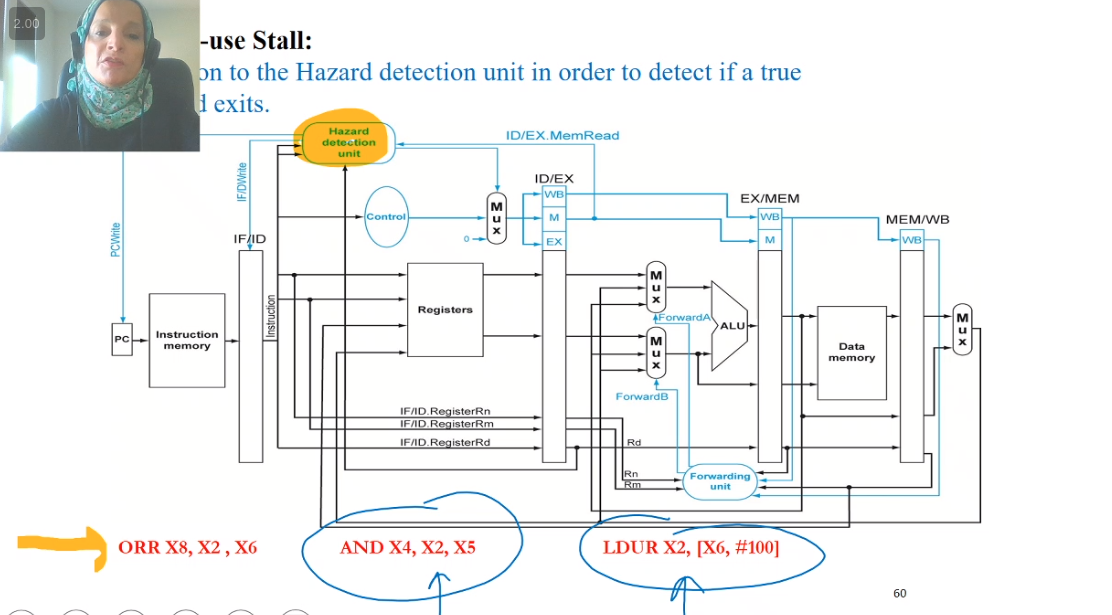 2.00
-use Stall:
on to the Hazard detection unit in order to detect if a true
d exits.
Hazard
detection
unit
ID/EX.MemRead
IF/DWrite
PCWrite
ID/EX
WB
M
EX
Control
Mux
0
EX/MEM
WB
M
MEM/WB
WB
IF/ID
Instruction
PC
Instruction
memory
Registers
Mux
ForwardA
Mux
ForwardB
ALU
Data
memory
Mux
IF/ID.RegisterRn
IF/ID.RegisterRm
IF/ID.RegisterRd
Rd
Rn
Rm
Forwarding
unit
ORR X8, X2 , X6
AND X4, X2, X5
LDUR X2, [X6, #100]
60